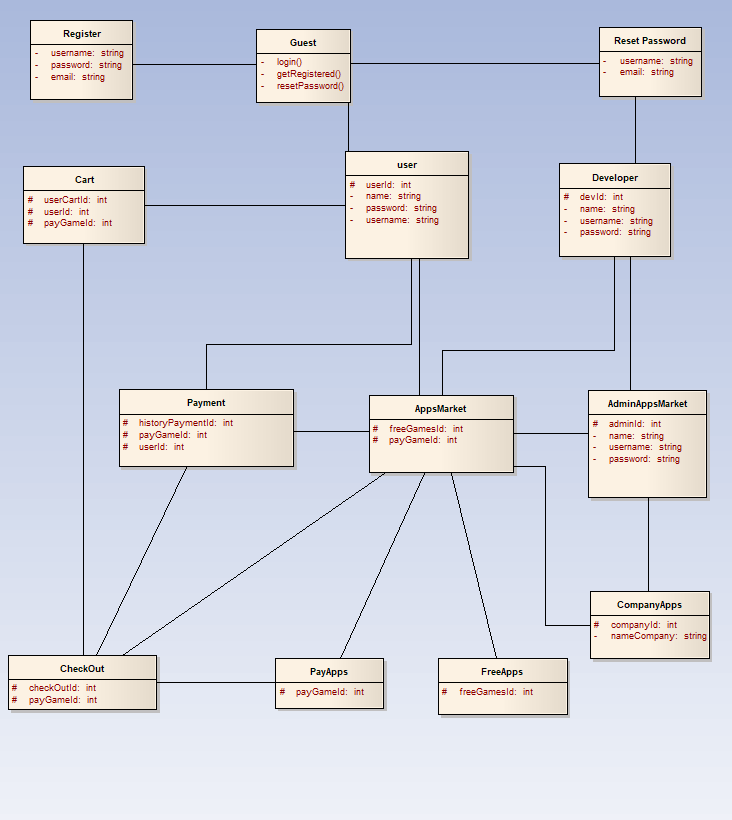 Register
- username: string
- password: string
- email: string
Guest
- login()
- getRegistered()
- resetPassword()
Reset Password
- username: string
- email: string
Cart
# userCartId: int
# userId: int
# payGameId: int
user
# userId: int
- name: string
- password: string
- username: string
Developer
# devId: int
- name: string
- username: string
- password: string
Payment
# historyPaymentId: int
# payGameId: int
# userId: int
AppsMarket
# freeGamesId: int
# payGameId: int
AdminAppsMarket
# adminId: int
- name: string
- username: string
- password: string
CompanyApps
# companyId: int
- nameCompany: string
CheckOut
# checkOutId: int
# payGameId: int
PayApps
# payGameId: int
FreeApps
# freeGamesId: int